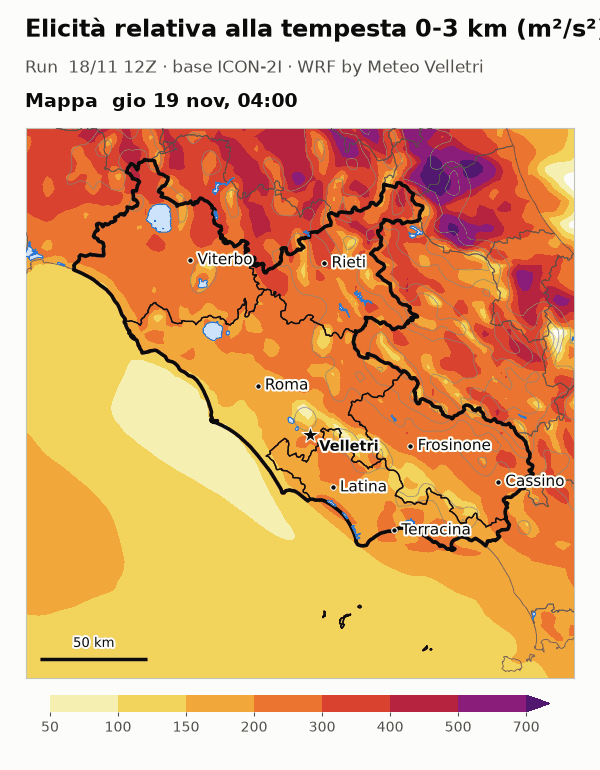 Elicità relativa alla tempesta 0-3 km (m²/s²)
Run 18/11 12Z · base ICON-2I · WRF by Meteo Velletri
Mappa gio 19 nov, 04:00
Viterbo
Rieti
Roma
Velletri
Frosinone
Latina
Cassino
Terracina
50 km
50 100 150 200 300 400 500 700